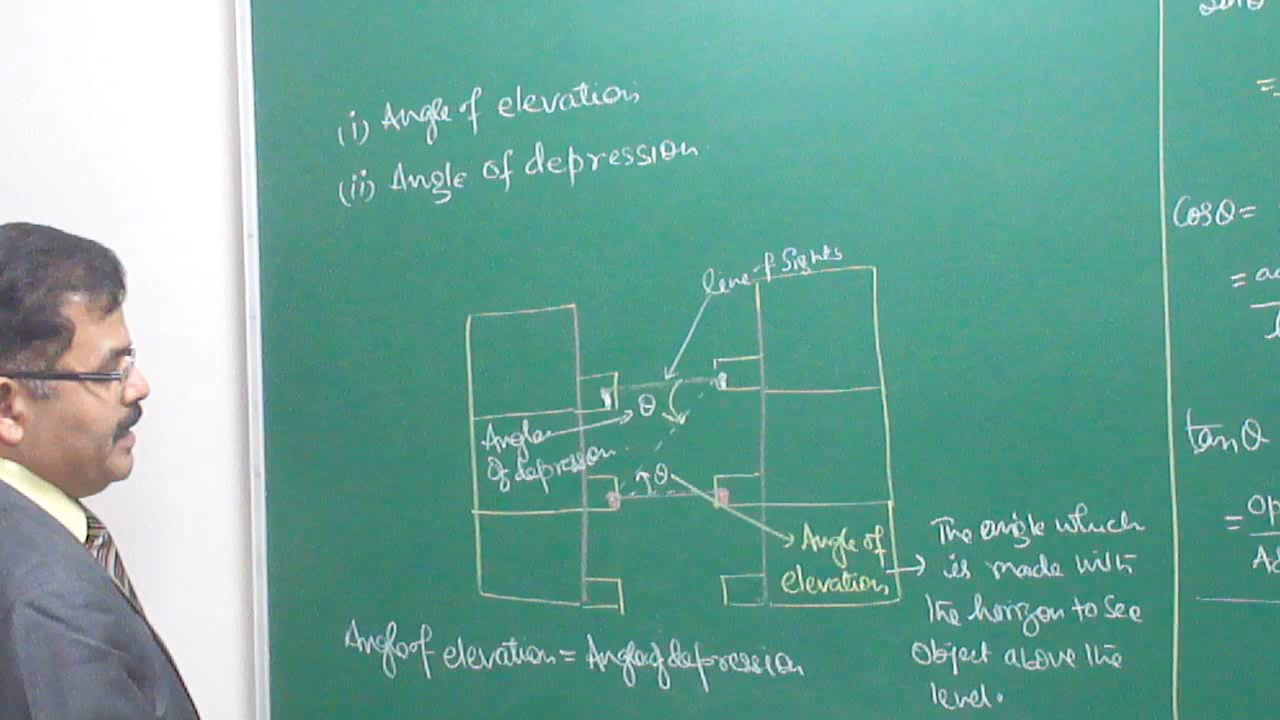 (i) Angle of elevation
(ii) Angle of depression
line of Sights
θ
Angle
of depression
θ
Angle of
elevation
The angle which
is made with
the horizon to see
object above the
level.
Angle of elevation = Angle of depression
Sinθ
=
Cosθ=
=
tanθ
=